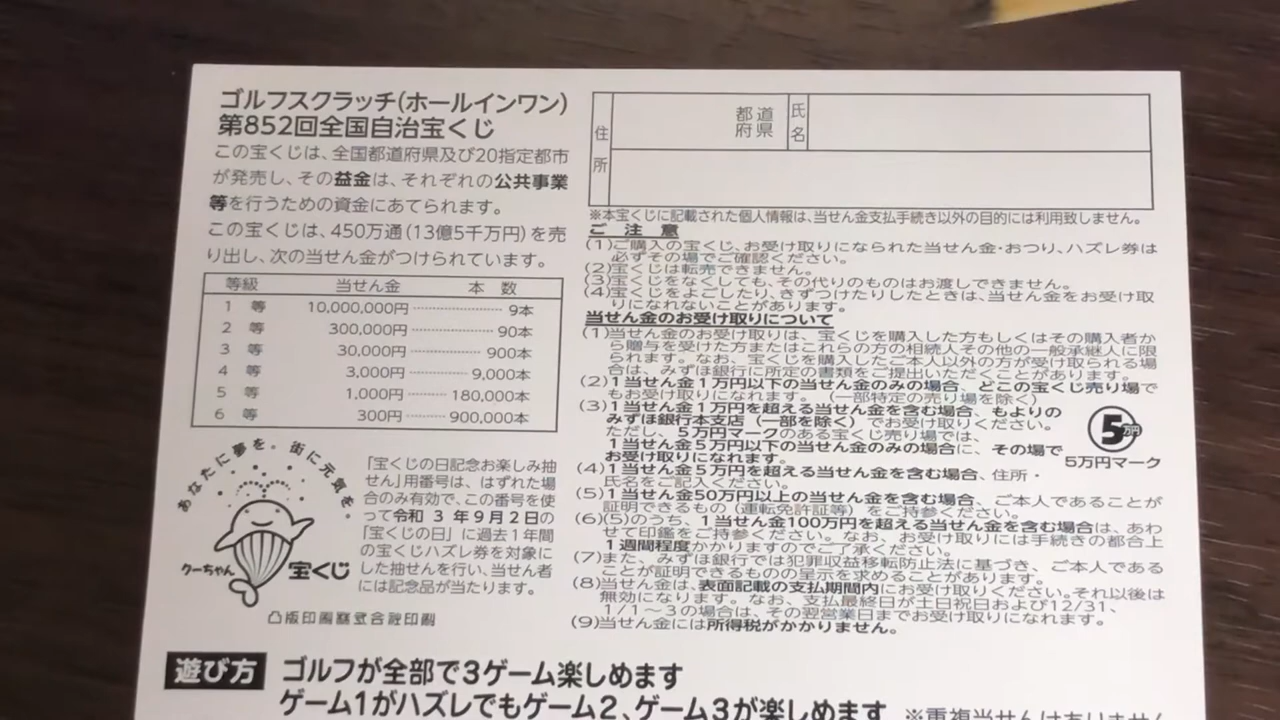 ゴルフスクラッチ(ホールインワン)
第852回全国自治宝くじ
この宝くじは、全国都道府県及び20指定都市
が発売し、その益金は、それぞれの公共事業
等を行うための資金にあてられます。
この宝くじは、450万通(13億5千万円)を売
り出し、次の当せん金がつけられています。
等級 当せん金 本 数
1 等 10,000,000円 ………… 9本
2 等 300,000円 ………… 90本
3 等 30,000円 ………… 900本
4 等 3,000円 ………… 9,000本
5 等 1,000円 ………… 180,000本
6 等 300円 ………… 900,000本
あなたに夢を。街に元気を。
クーちゃん 宝くじ
「宝くじの日記念お楽しみ抽
せん」用番号は、はずれた場
合のみ有効で、この番号を使
って令和 3 年 9 月 2 日の
「宝くじの日」に過去1年間
の宝くじハズレ券を対象に
した抽せんを行い、当せん者
には記念品が当たります。
凸版印刷株式会社印刷
住所
都道府県
氏名
※本宝くじに記載された個人情報は、当せん金支払手続き以外の目的には利用致しません。
ご 注 意
(1)ご購入の宝くじ、お受け取りになられた当せん金・おつり、ハズレ券は
必ずその場でご確認ください。
(2)宝くじは転売できません。
(3)宝くじをなくしても、その代りのものはお渡しできません。
(4)宝くじをよごしたり、きずつけたりしたときは、当せん金をお受け取
りになれないことがあります。
当せん金のお受け取りについて
(1)当せん金のお受け取りは、宝くじを購入した方もしくはその購入者か
ら贈与を受けた方またはこれらの方の相続人その他の一般承継人に限
られます。なお、宝くじを購入したご本人以外の方が受け取られる場
合は、みずほ銀行に所定の書類をご提出いただくことがあります。
(2)1当せん金1万円以下の当せん金のみの場合、どこの宝くじ売り場で
もお受け取りになれます。(一部特定の売り場を除く)
(3)1当せん金1万円を超える当せん金を含む場合、もよりの
みずほ銀行本支店(一部を除く)でお受け取りください。
ただし、5万円マークのある宝くじ売り場では、
1当せん金5万円以下の当せん金のみの場合に、その場で
お受け取りになれます。
5万円
5万円マーク
(4)1当せん金5万円を超える当せん金を含む場合、住所・
氏名をご記入ください。
(5)1当せん金50万円以上の当せん金を含む場合、ご本人であることが
証明できるもの(運転免許証等)をご持参ください。
(6)(5)のうち、1当せん金100万円を超える当せん金を含む場合は、あわ
せて印鑑をご持参ください。なお、お受け取りには手続きの都合上
1週間程度かかりますのでご了承ください。
(7)また、みずほ銀行では犯罪収益移転防止法に基づき、ご本人である
ことが証明できるものの呈示を求めることがあります。
(8)当せん金は、表面記載の支払期間内にお受け取りください。それ以後は
無効になります。なお、支払最終日が土日祝日および12/31、
1/1~3の場合は、その翌営業日までお受け取りになれます。
(9)当せん金には所得税がかかりません。
遊び方 ゴルフが全部で3ゲーム楽しめます
ゲーム1がハズレでもゲーム2、ゲーム3が楽しめます ※重複当せんはありません